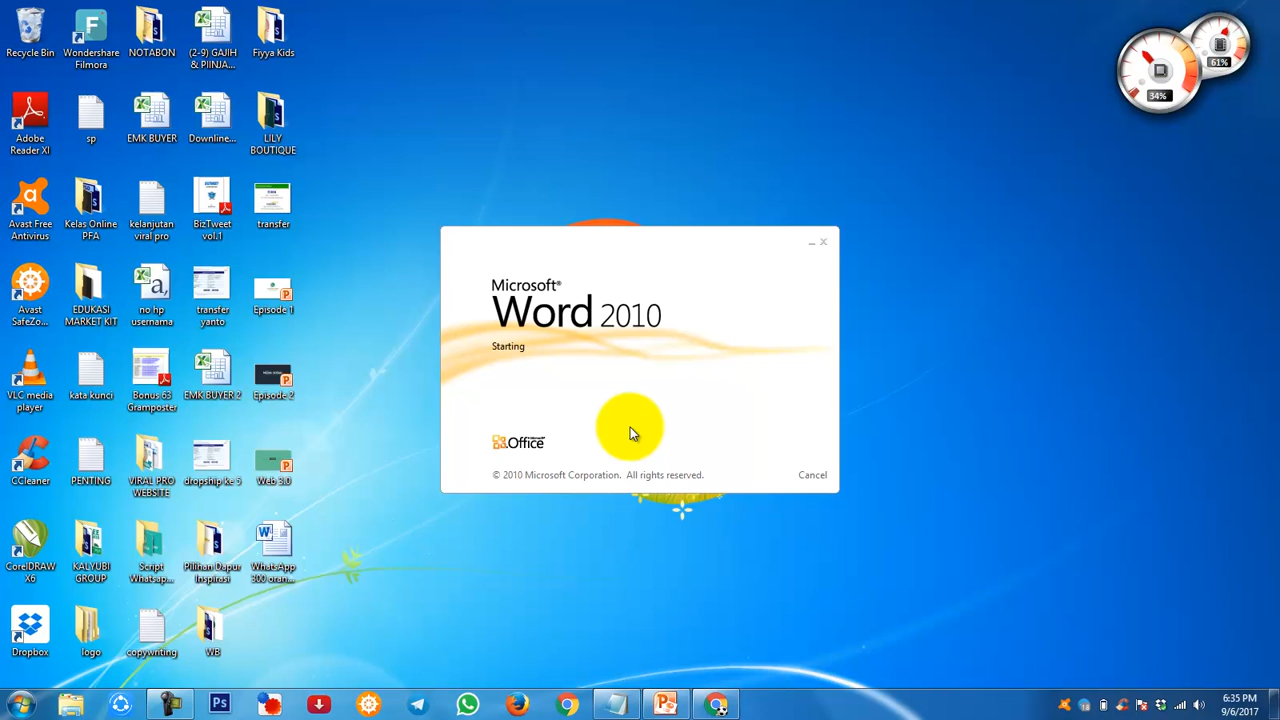 Recycle Bin
Wondershare Filmora
NOTABON
(2-9) GAJIH & PIINJA...
Fiyya Kids
Adobe Reader XI
sp
EMK BUYER
Downline...
LILY BOUTIQUE
Avast Free Antivirus
Kelas Online PFA
kelanjutan viral pro
BizTweet vol.1
transfer
Avast SafeZo...
EDUKASI MARKET KIT
no hp usernama
transfer yanto
Episode 1
VLC media player
kata kunci
Bonus 63 Gramposter
EMK BUYER 2
Episode 2
CCleaner
PENTING
VIRAL PRO WEBSITE
dropship ke 5
Web 3.0
CorelDRAW X6
KALYUBI GROUP
Script Whatsap...
Pilihan Dapur Inspirasi
WhatsApp 300 oran...
Dropbox
logo
copywriting
WB
Microsoft®
Word 2010
Starting
Microsoft Office
© 2010 Microsoft Corporation. All rights reserved.
Cancel
34%
61%
Ps
6:35 PM
9/6/2017